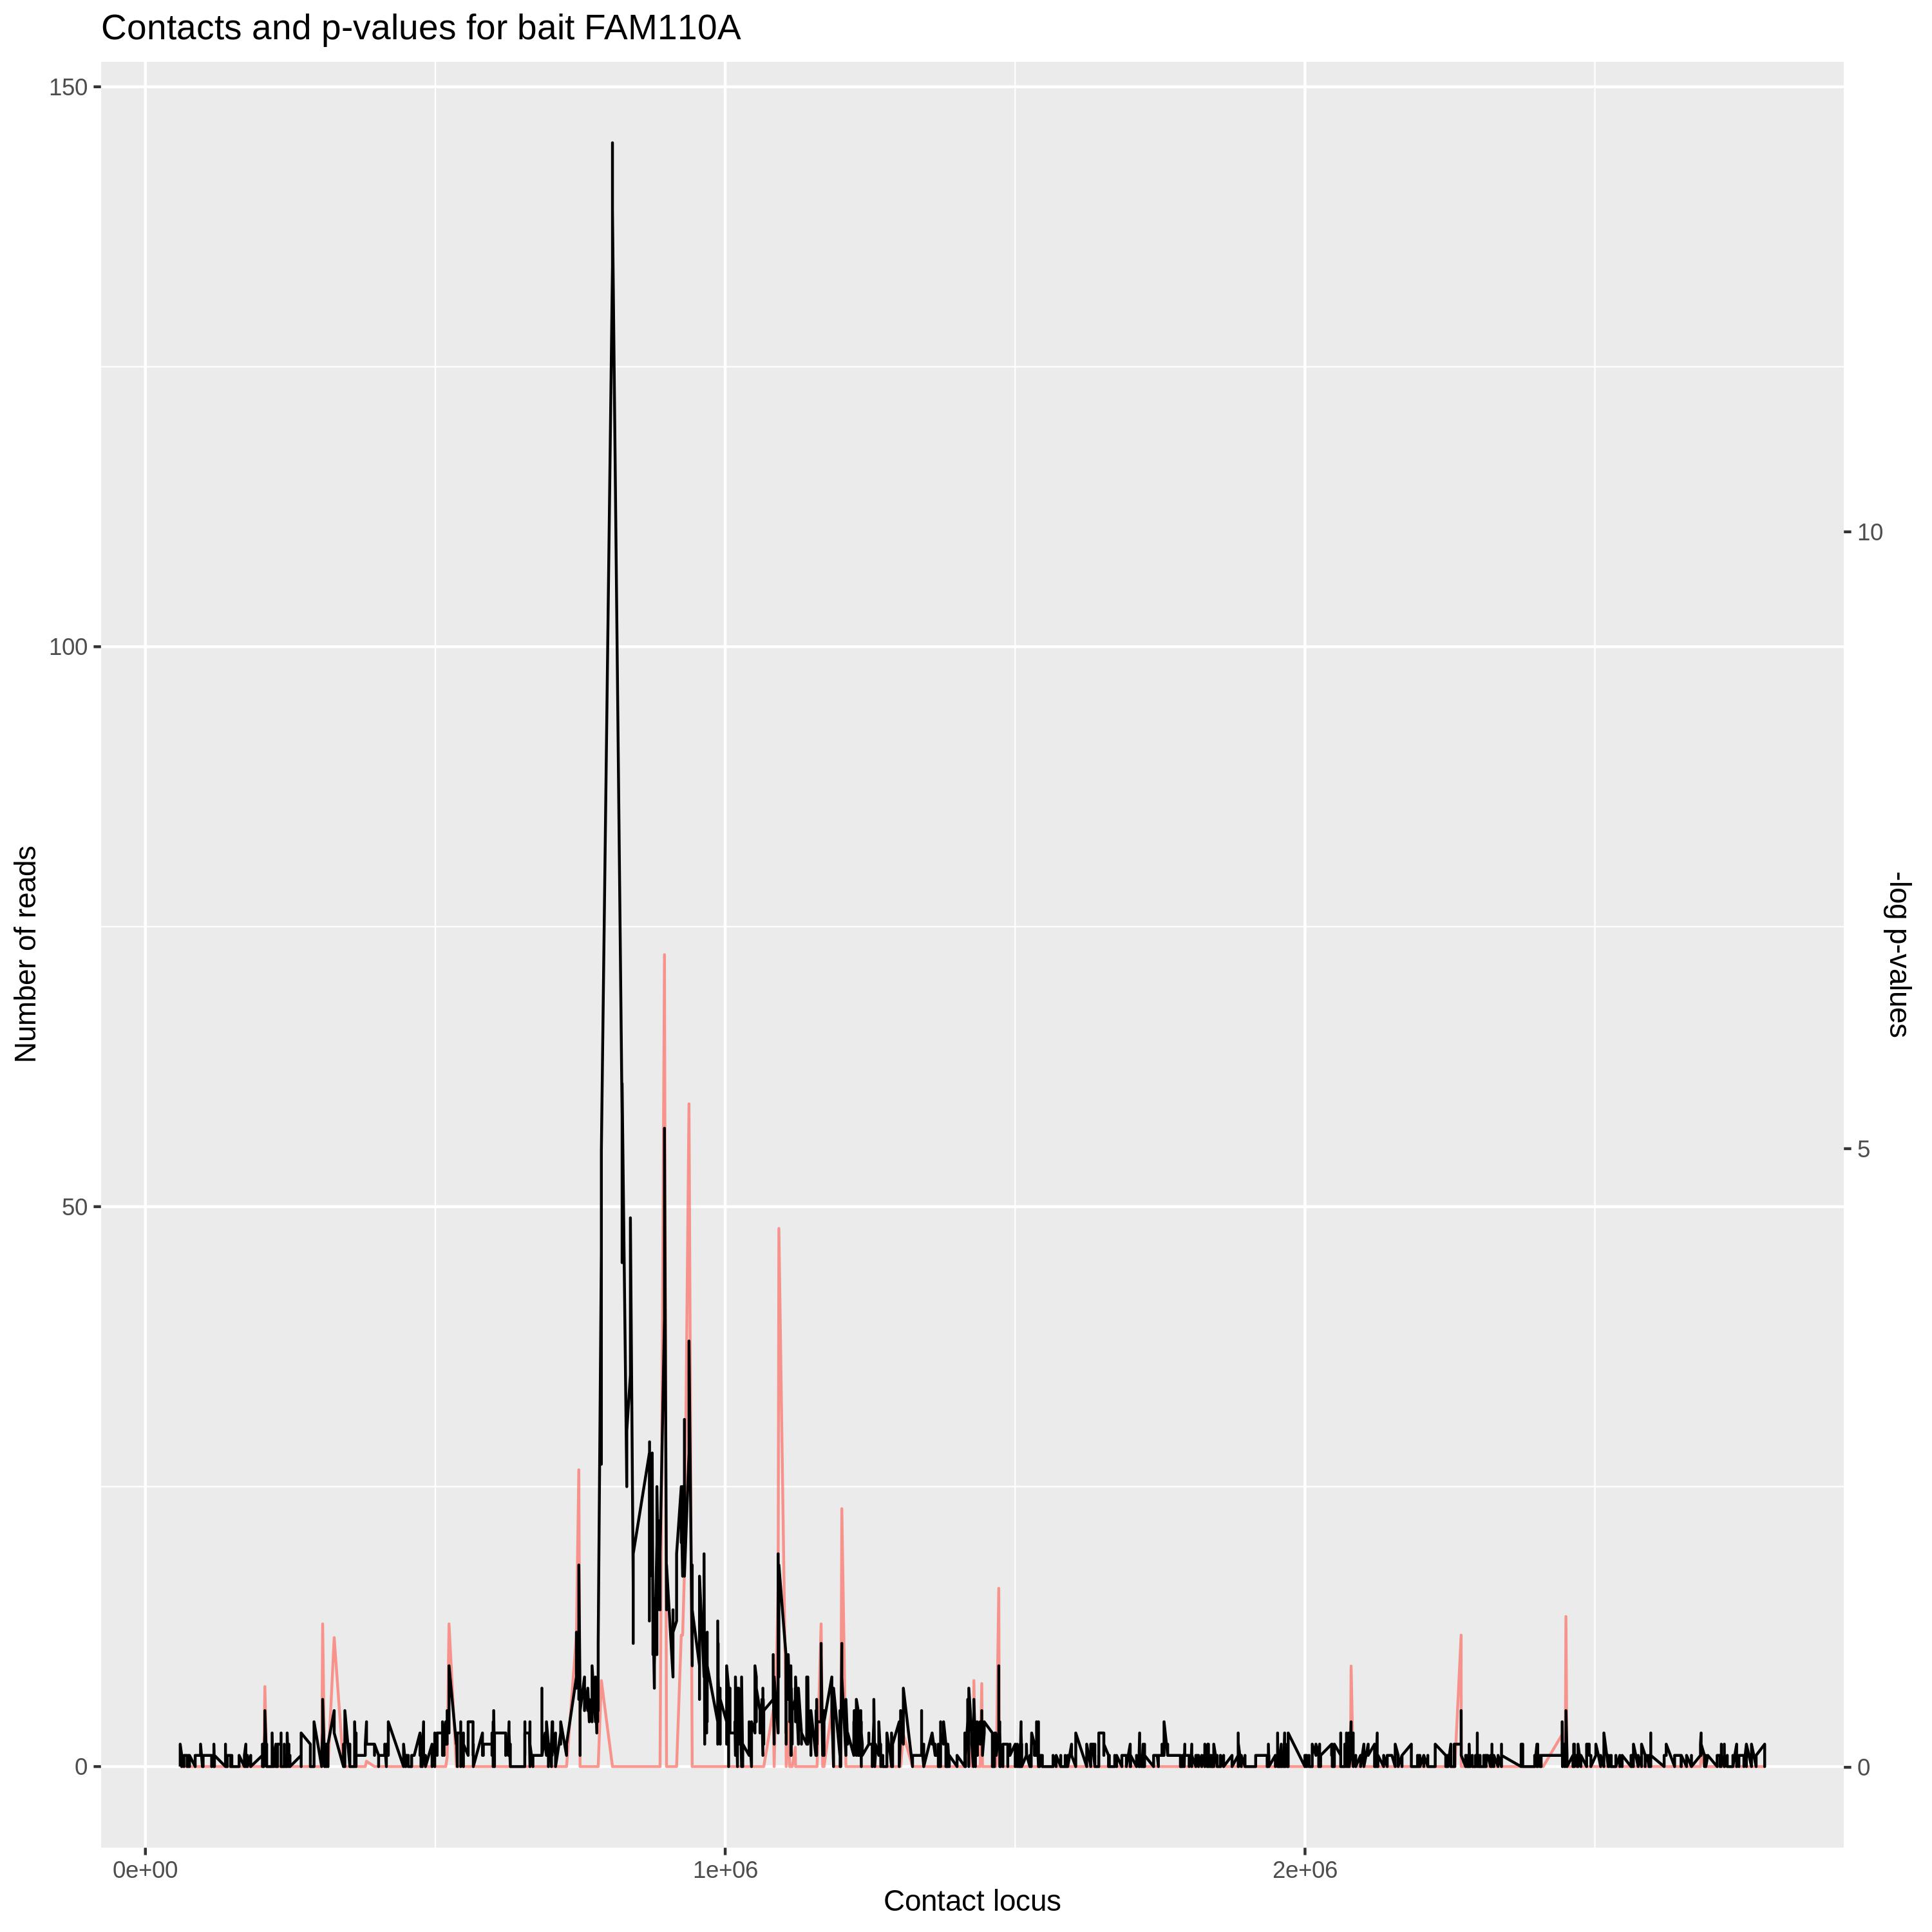 Contacts and p-values for bait FAM110A
150
100
50
0
Number of reads
10
5
0
-log p-values
0e+00
1e+06
2e+06
Contact locus